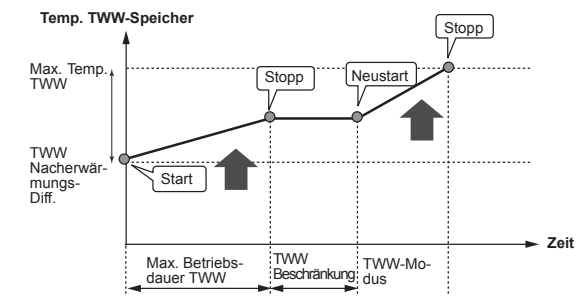 Temp. TWW-Speicher
Stopp
Max. Temp.
TWW
Stopp
Neustart
TWW
Nacherwär-
mungs-
Diff.
Start
Zeit
Max. Betriebs-
dauer TWW
TWW
Beschränkung
TWW-Mo-
dus